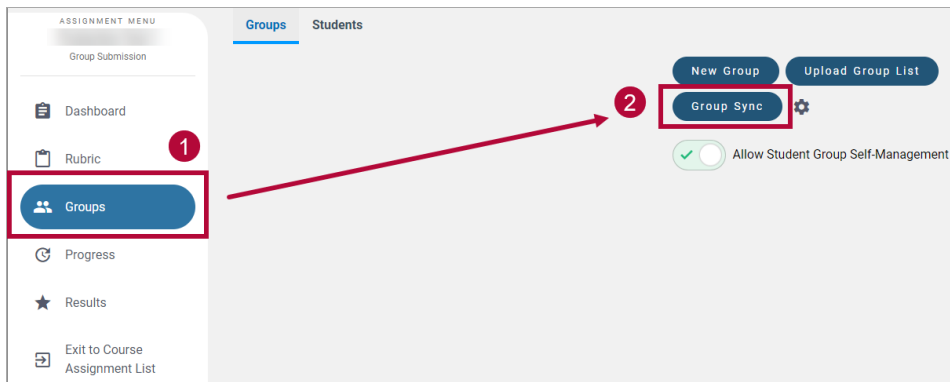 ASSIGNMENT MENU
Group Submission
Dashboard
Rubric
1
Groups
Progress
Results
Exit to Course
Assignment List
Groups Students
New Group Upload Group List
2 Group Sync
Allow Student Group Self-Management